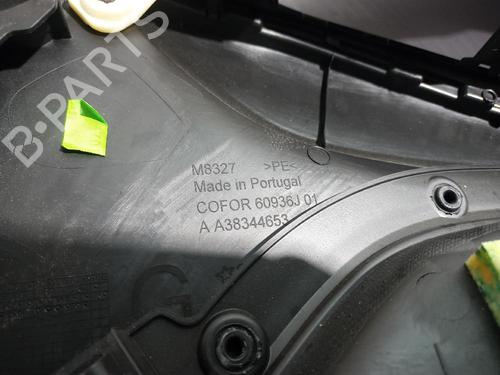 B-PARTS
M8327 >PE<
Made in Portugal
COFOR 60936J 01
A A38344653